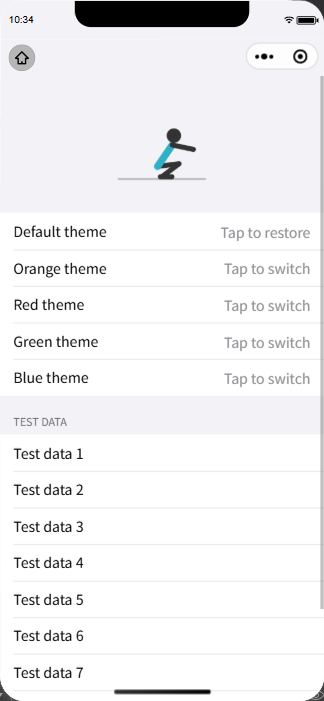 10:34
Default theme Tap to restore
Orange theme Tap to switch
Red theme Tap to switch
Green theme Tap to switch
Blue theme Tap to switch
TEST DATA
Test data 1
Test data 2
Test data 3
Test data 4
Test data 5
Test data 6
Test data 7